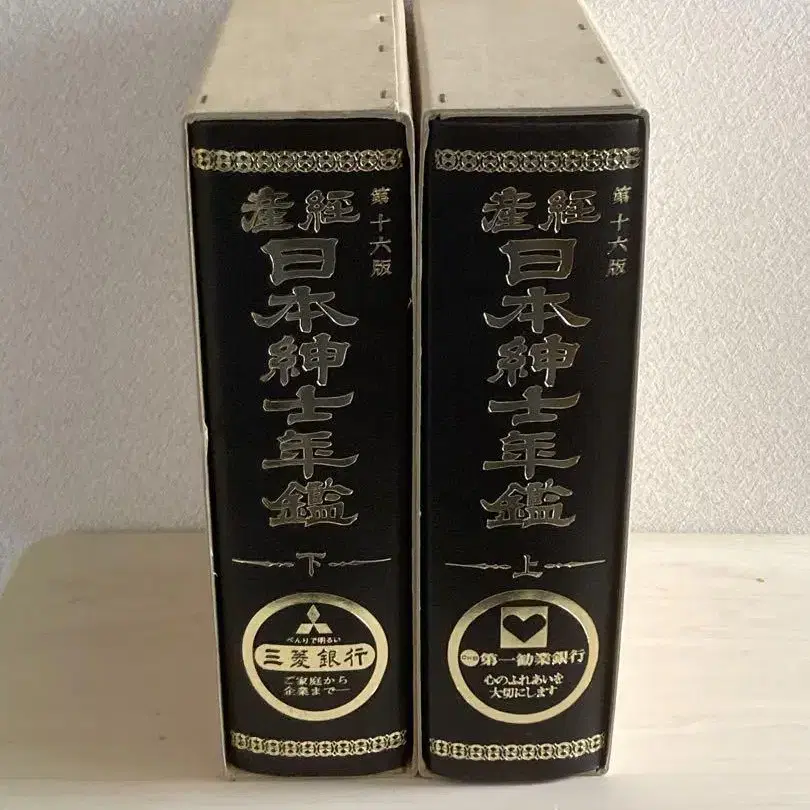 産経
第十六版
日本紳士年鑑
下
べんりで明るい
三菱銀行
ご家庭から
企業まで―
産経
第十六版
日本紳士年鑑
上
DKB 第一勧業銀行
心のふれあいを
大切にします